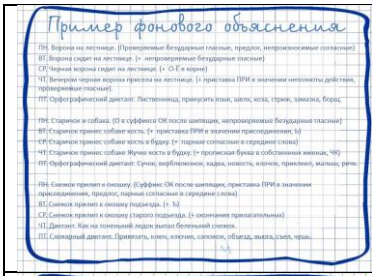 Пример фонового объяснения
ПН. Ворона на лестнице. (Проверяемые безударные гласные, предлог, непроизносимые согласные)
ВТ. Ворона сидит на лестнице. (+ непроверяемые безударные гласные)
СР. Черная ворона сидит на лестнице. (+ О-Ё в корне)
ЧТ. Вечером черная ворона присела на лестнице. (+ приставка ПРИ в значении неполноты действия,
проверяемые гласные).
ПТ. Орфографический диктант. Лиственница, прикусить язык, щелк, коза, стриж, замазка, борщ.
ПН. Старичок и собака. (О в суффиксе ОК после шипящих, непроверяемые безударные гласные)
ВТ. Старичок принес собаке кость. (+ приставка ПРИ в значении присоединения, Ь)
СР. Старичок принес собаке кость в будку. (+ парные согласные в середине слова)
ЧТ. Старичок принес собаке Жучке кость в будку. (+ прописная буква в собственных именах, ЧК)
ПТ. Орфографический диктант. Сучок, верблюжонок, кадка, новость, клочок, приклеил, малыш, речь.
ПН. Снежок прилип к окошку. (Суффикс ОК после шипящих, приставка ПРИ в значении
присоединения, предлог, парные согласные в середине слова)
ВТ. Снежок прилип к окошку подъезда. (+ Ъ)
СР. Снежок прилип к окошку старого подъезда. (+ окончания прилагательных)
ЧТ. Диктант. Как на тоненький ледок выпал беленький снежок.
ПТ. Словарный диктант. Привязать, ключ, ключик, сапожок, объезд, вьюга, съел, чушь.